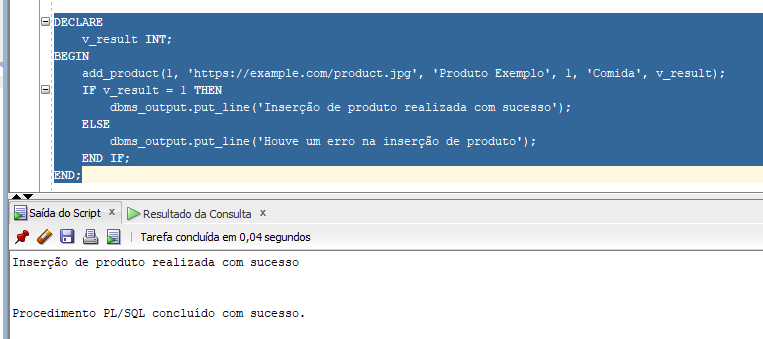 DECLARE
v_result INT;
BEGIN
add_product(1, 'https://example.com/product.jpg', 'Produto Exemplo', 1, 'Comida', v_result);
IF v_result = 1 THEN
dbms_output.put_line('Inserção de produto realizada com sucesso');
ELSE
dbms_output.put_line('Houve um erro na inserção de produto');
END IF;
END;
Saída do Script x Resultado da Consulta x
Tarefa concluída em 0,04 segundos
Inserção de produto realizada com sucesso
Procedimento PL/SQL concluído com sucesso.